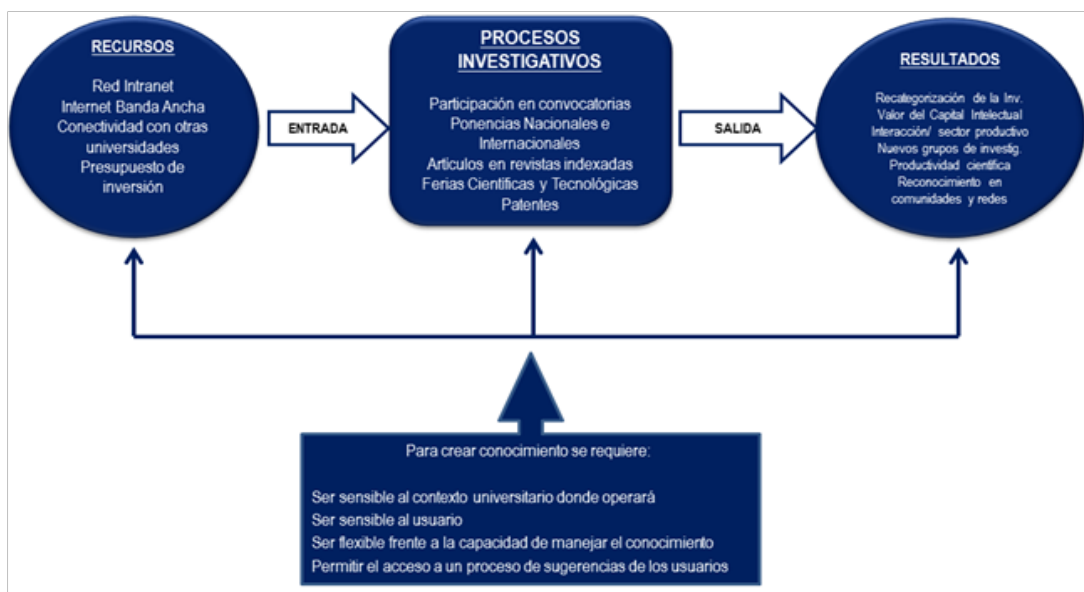 RECURSOS
Red Intranet
Internet Banda Ancha
Conectividad con otras
universidades
Presupuesto de
inversión
ENTRADA
PROCESOS
INVESTIGATIVOS
Participación en convocatorias
Ponencias Nacionales e
Internacionales
Articulos en revistas indexadas
Ferias Científicas y Tecnológicas
Patentes
SALIDA
RESULTADOS
Recategorización de la Inv.
Valor del Capital Intelectual
Interacción/ sector productivo
Nuevos grupos de investig.
Productividad científica
Reconocimiento en
comunidades y redes
Para crear conocimiento se requiere:
Ser sensible al contexto universitario donde operará
Ser sensible al usuario
Ser flexible frente a la capacidad de manejar el conocimiento
Permitir el acceso a un proceso de sugerencias de los usuarios